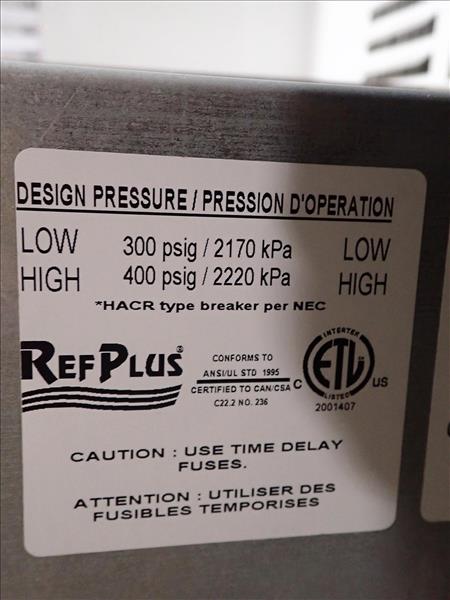 DESIGN PRESSURE / PRESSION D'OPERATION
LOW 300 psig / 2170 kPa LOW
HIGH 400 psig / 2220 kPa HIGH
*HACR type breaker per NEC
REFPLUS®
CONFORMS TO
ANSI/UL STD 1995
CERTIFIED TO CAN/CSA
C22.2 NO. 236
C US
INTERTEK
ETL
LISTED
2001407
CAUTION : USE TIME DELAY
FUSES.
ATTENTION : UTILISER DES
FUSIBLES TEMPORISES